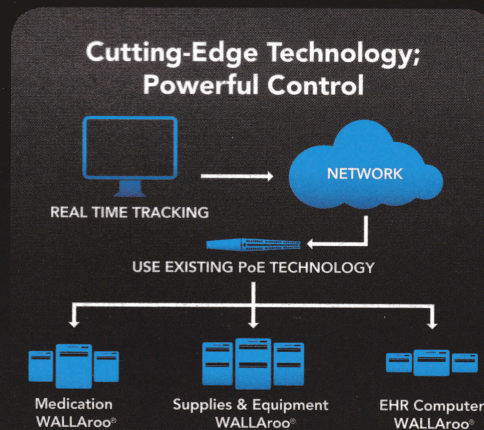 Cutting-Edge Technology;
Powerful Control
NETWORK
REAL TIME TRACKING
USE EXISTING PoE TECHNOLOGY
Medication
WALLAroo®
Supplies & Equipment
WALLAroo®
EHR Computer
WALLAroo®